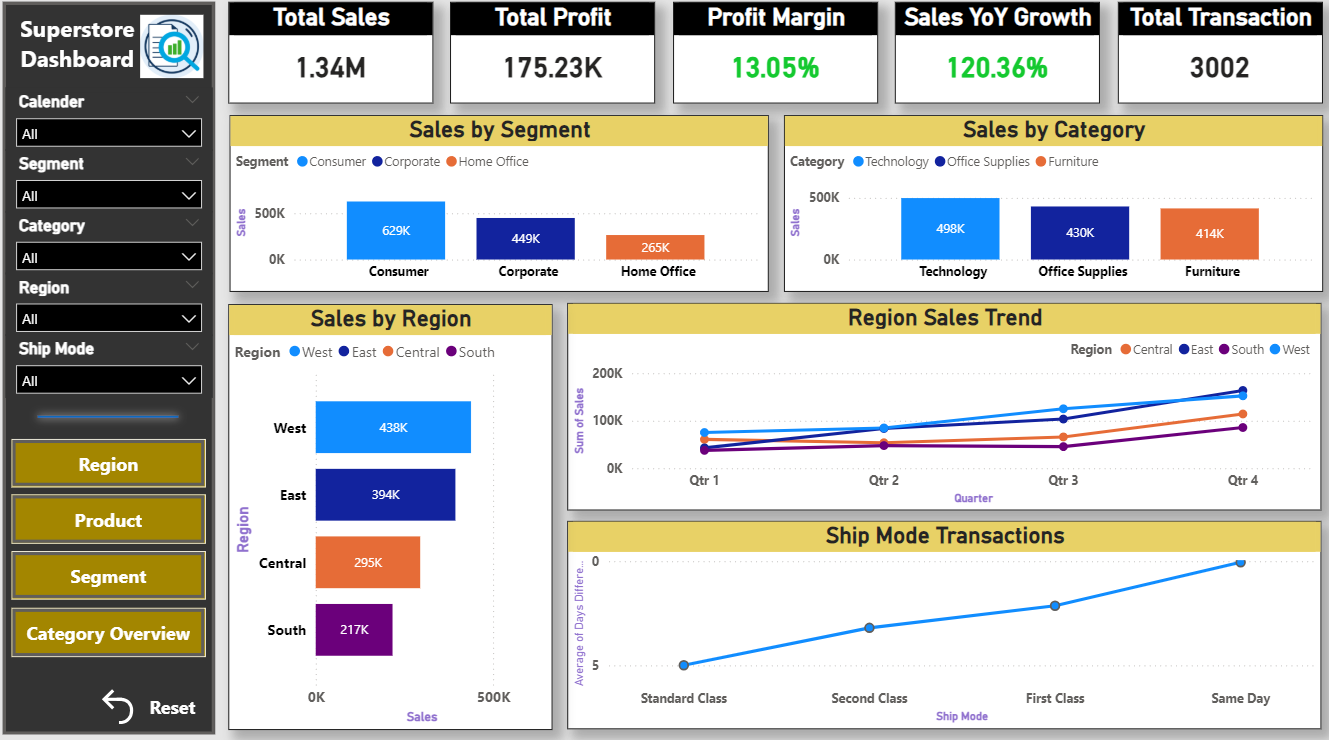 Superstore
Dashboard
Calender
All
Segment
All
Category
All
Region
All
Ship Mode
All
Region
Product
Segment
Category Overview
Reset
Total Sales
1.34M
Total Profit
175.23K
Profit Margin
13.05%
Sales YoY Growth
120.36%
Total Transaction
3002
Sales by Segment
Segment Consumer Corporate Home Office
Sales
500K
0K
629K
449K
265K
Consumer Corporate Home Office
Sales by Category
Category Technology Office Supplies Furniture
Sales
500K
0K
498K
430K
414K
Technology Office Supplies Furniture
Sales by Region
Region West East Central South
Region
West
438K
East
394K
Central
295K
South
217K
0K 500K
Sales
Region Sales Trend
Region Central East South West
Sum of Sales
200K
100K
0K
Qtr 1 Qtr 2 Qtr 3 Qtr 4
Quarter
Ship Mode Transactions
Average of Days Differe...
0
5
Standard Class Second Class First Class Same Day
Ship Mode